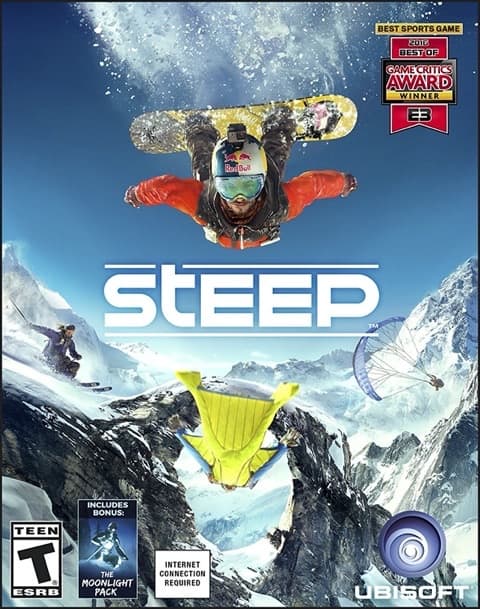 BEST SPORTS GAME
2016
BEST OF
GAME CRITICS
AWARD
WINNER
E3
Red Bull
STEEP
TM
TEEN
T
ESRB
INCLUDES
BONUS:
THE
MOONLIGHT
PACK
INTERNET
CONNECTION
REQUIRED
UBISOFT